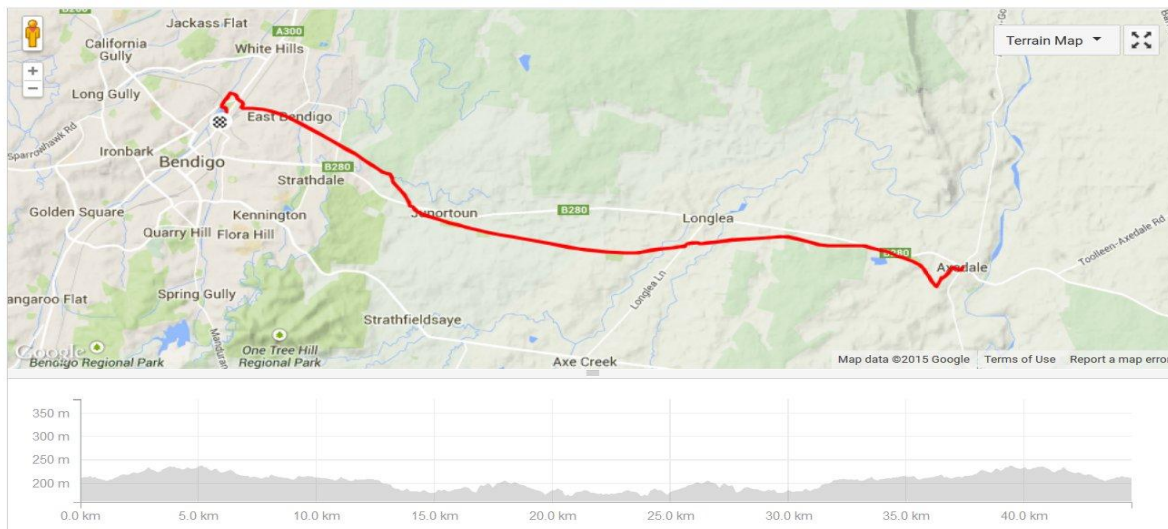 Jackass Flat
A300
White Hills
California
Gully
Long Gully
East Bendigo
Sparrowhawk Rd
Ironbark
Bendigo
B280
Strathdale
Golden Square
Kennington
Junortoun
B280
Longlea
Quarry Hill
Flora Hill
B280
Axedale
Toolleen-Axedale Rd
angaroo Flat
Spring Gully
Longlea Ln
Strathfieldsaye
One Tree Hill
Regional Park
Axe Creek
Google
Bendigo Regional Park
Terrain Map
+
−
Map data ©2015 Google
Terms of Use
Report a map error
350 m
300 m
250 m
200 m
0.0 km
5.0 km
10.0 km
15.0 km
20.0 km
25.0 km
30.0 km
35.0 km
40.0 km